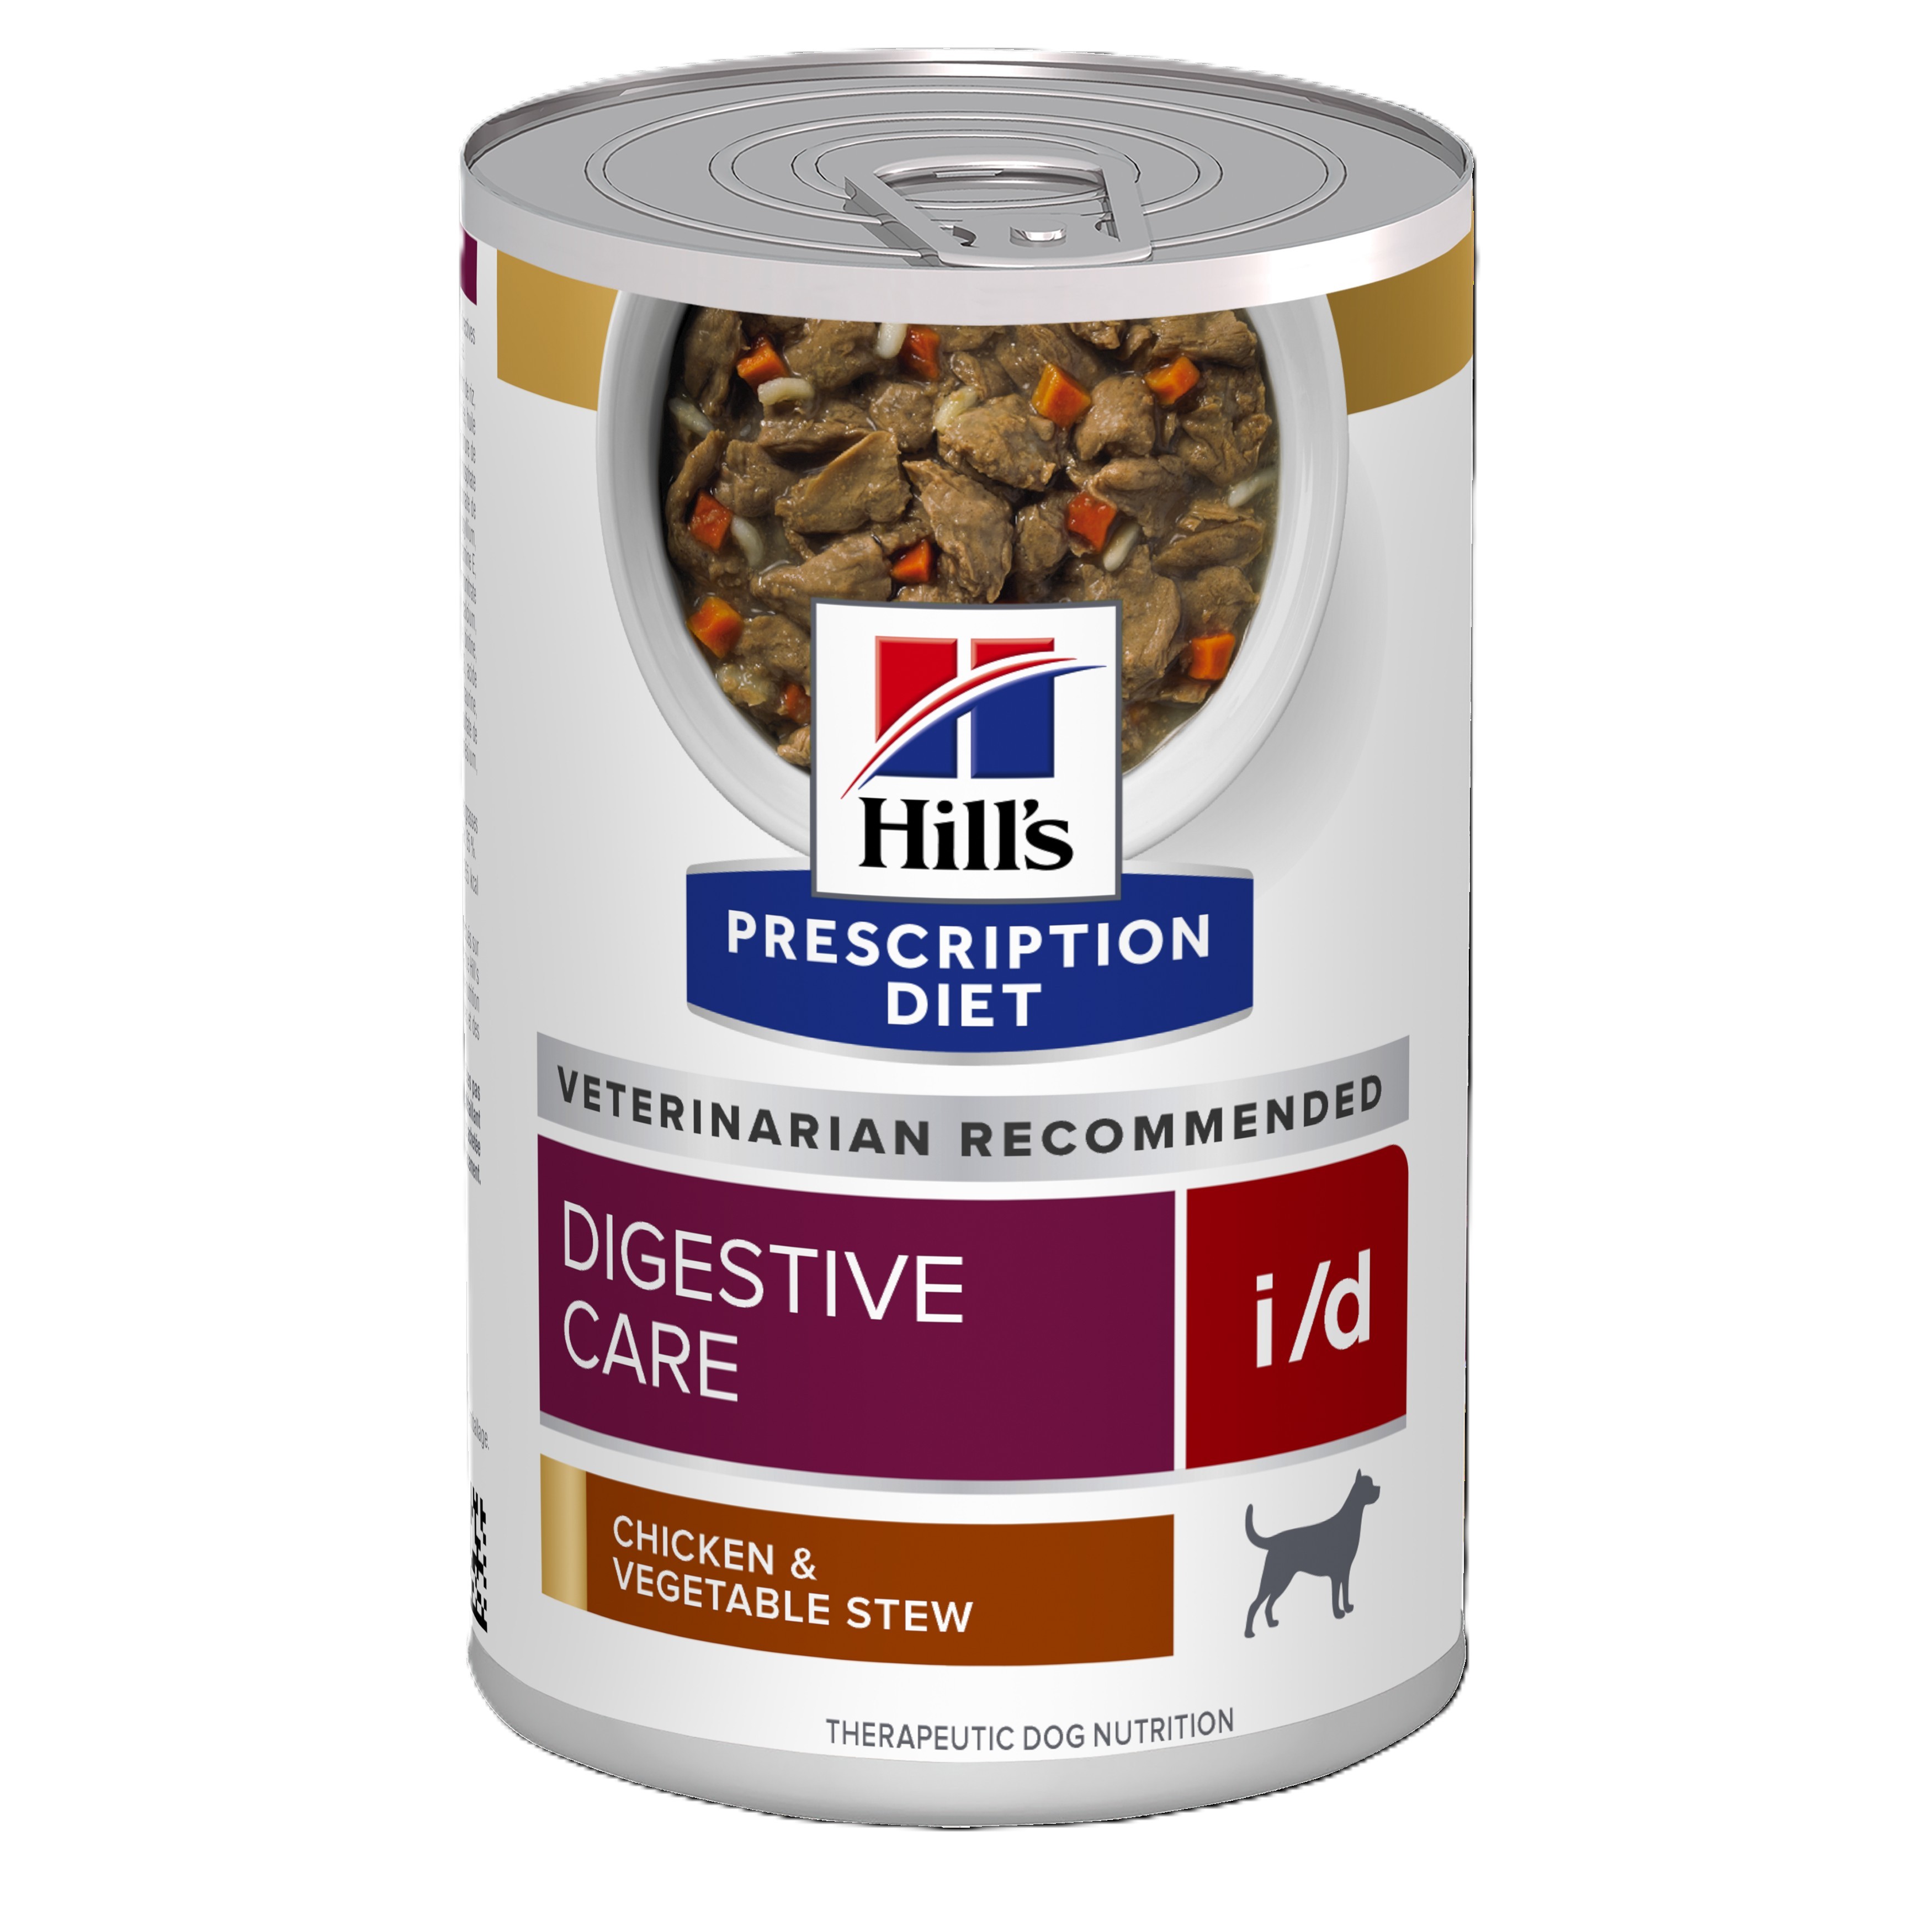 Hill's
PRESCRIPTION
DIET
VETERINARIAN RECOMMENDED
DIGESTIVE
CARE
i/d
CHICKEN &
VEGETABLE STEW
THERAPEUTIC DOG NUTRITION